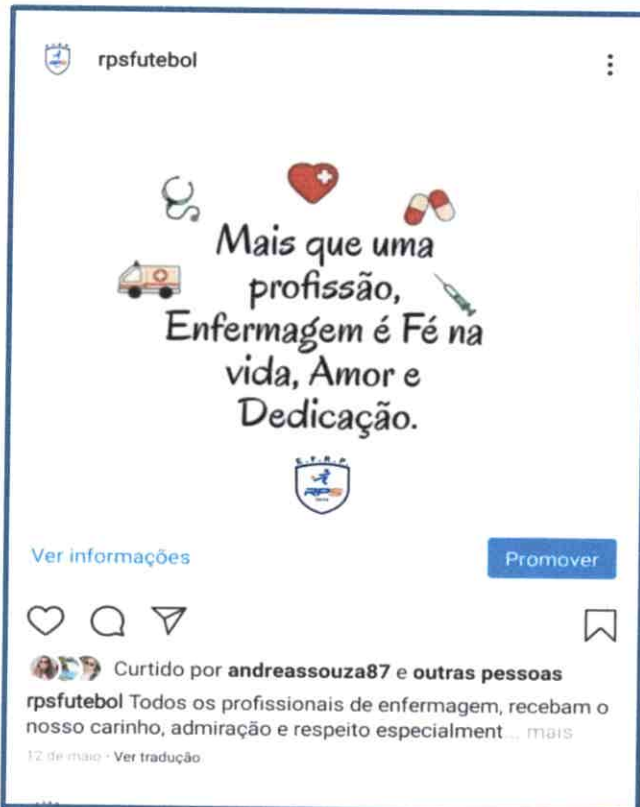 rpsfutebol
Mais que uma
profissão,
Enfermagem é Fé na
vida, Amor e
Dedicação.
E.F.R.P.
RPS
Ver informações
Promover
Curtido por andreassouza87 e outras pessoas
rpsfutebol Todos os profissionais de enfermagem, recebam o
nosso carinho, admiração e respeito especialment... mais
12 de maio · Ver tradução